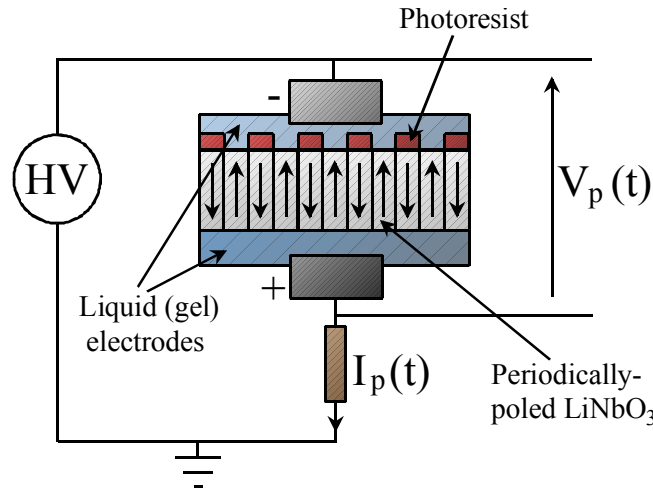 Photoresist
-
HV
V_p(t)
+
Liquid (gel)
electrodes
I_p(t)
Periodically-
poled LiNbO₃